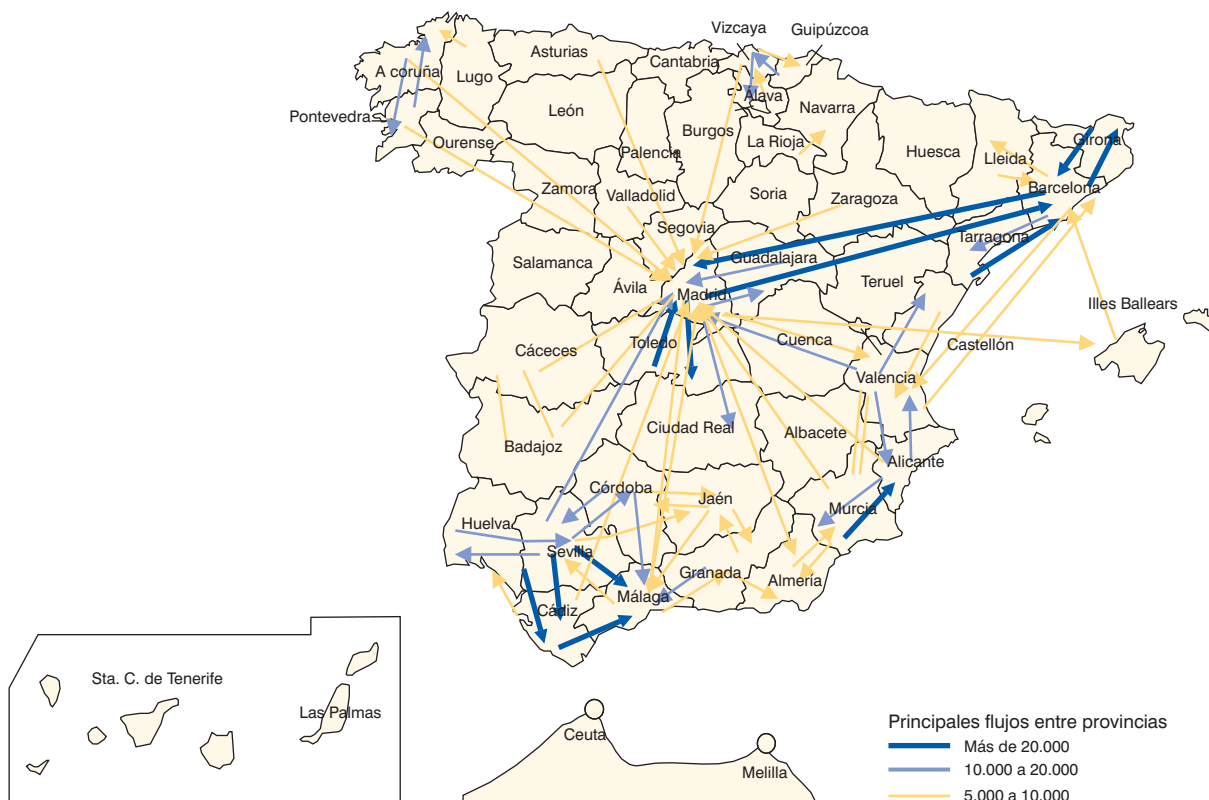 Vizcaya
Guipúzcoa
Asturias
Cantabria
A coruña
Lugo
Álava
León
Navarra
Pontevedra
Burgos
Ourense
La Rioja
Girona
Palencia
Huesca
Lleida
Zamora
Valladolid
Soria
Zaragoza
Barcelona
Segovia
Tarragona
Salamanca
Guadalajara
Ávila
Teruel
Madrid
Illes Ballears
Toledo
Cuenca
Castellón
Cáceces
Valencia
Ciudad Real
Albacete
Badajoz
Alicante
Córdoba
Jaén
Murcia
Huelva
Sevilla
Granada
Almería
Málaga
Cádiz
Sta. C. de Tenerife
Las Palmas
Ceuta
Melilla
Principales flujos entre provincias
Más de 20.000
10.000 a 20.000
5.000 a 10.000